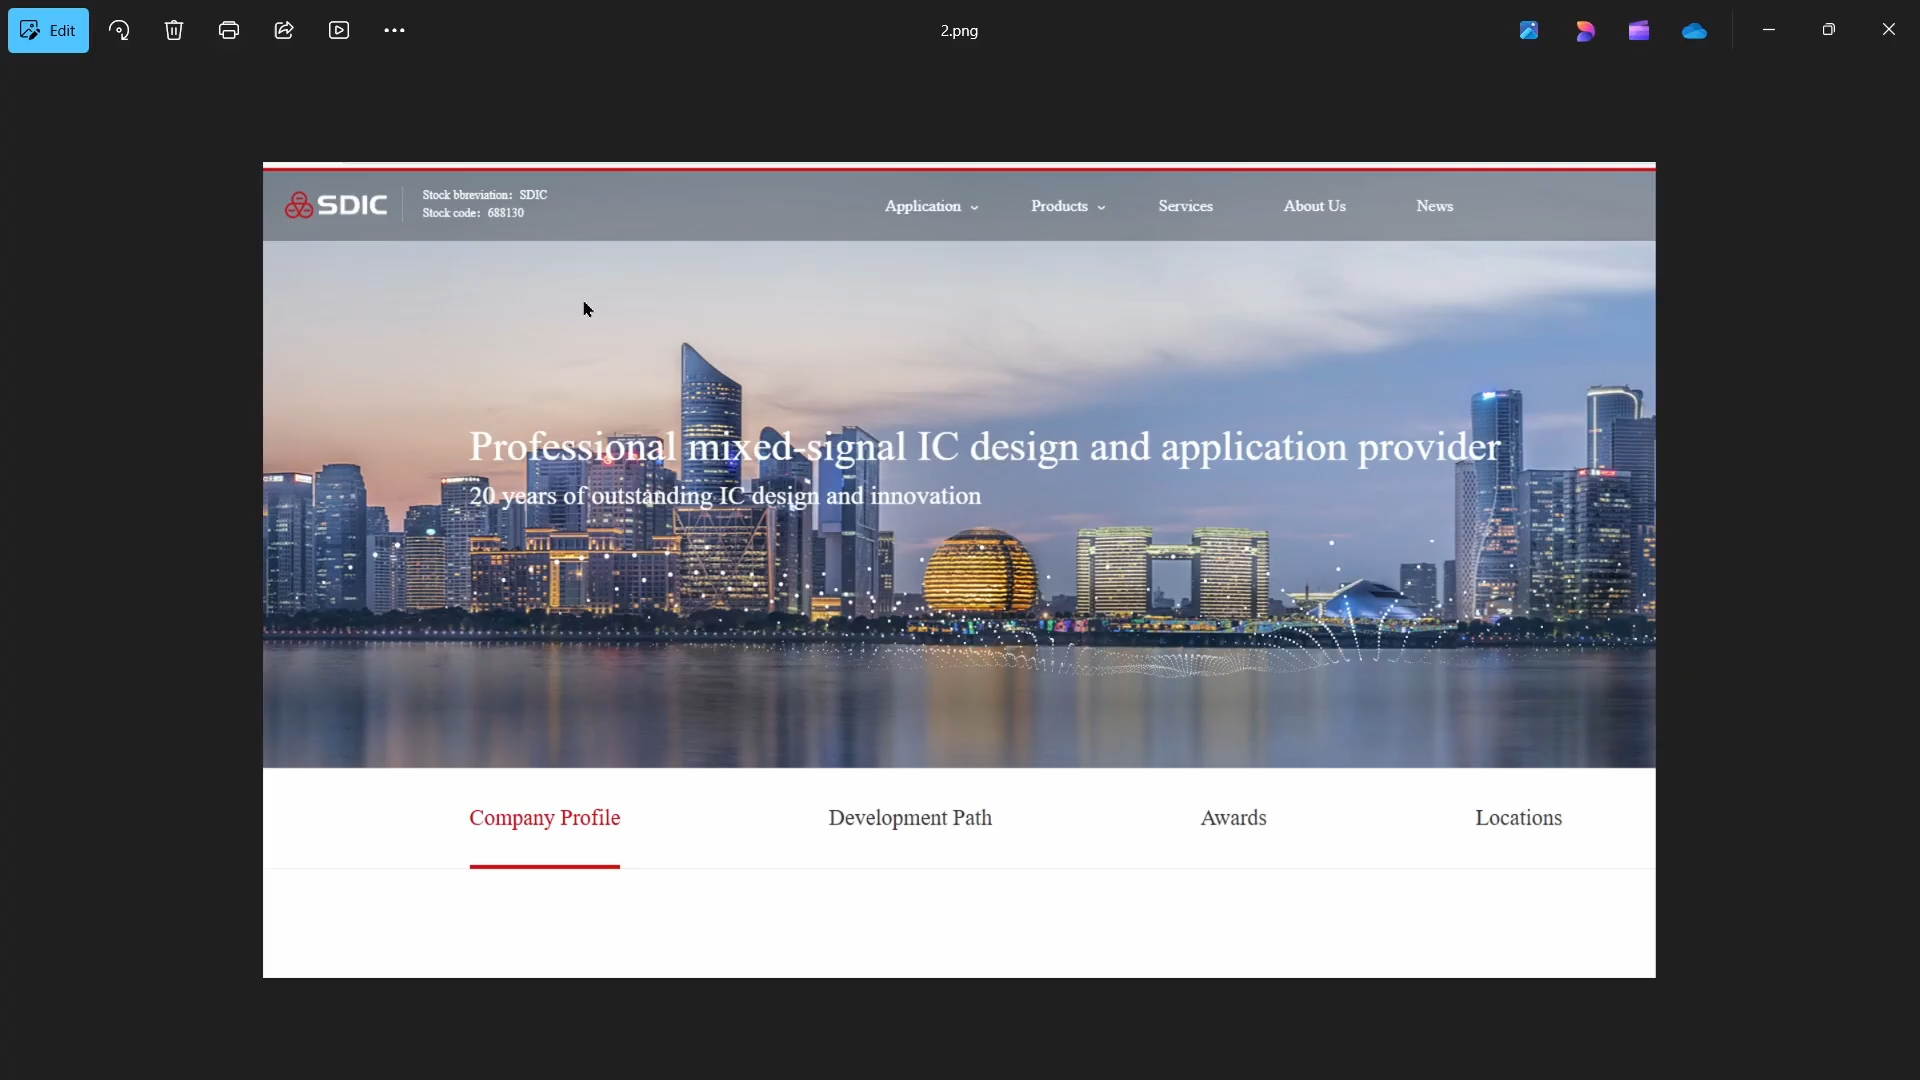 Edit
2.png
SDIC
Stock bbreviation: SDIC
Stock code: 688130
Application
Products
Services
About Us
News
Professional mixed-signal IC design and application provider
20 years of outstanding IC design and innovation
Company Profile
Development Path
Awards
Locations